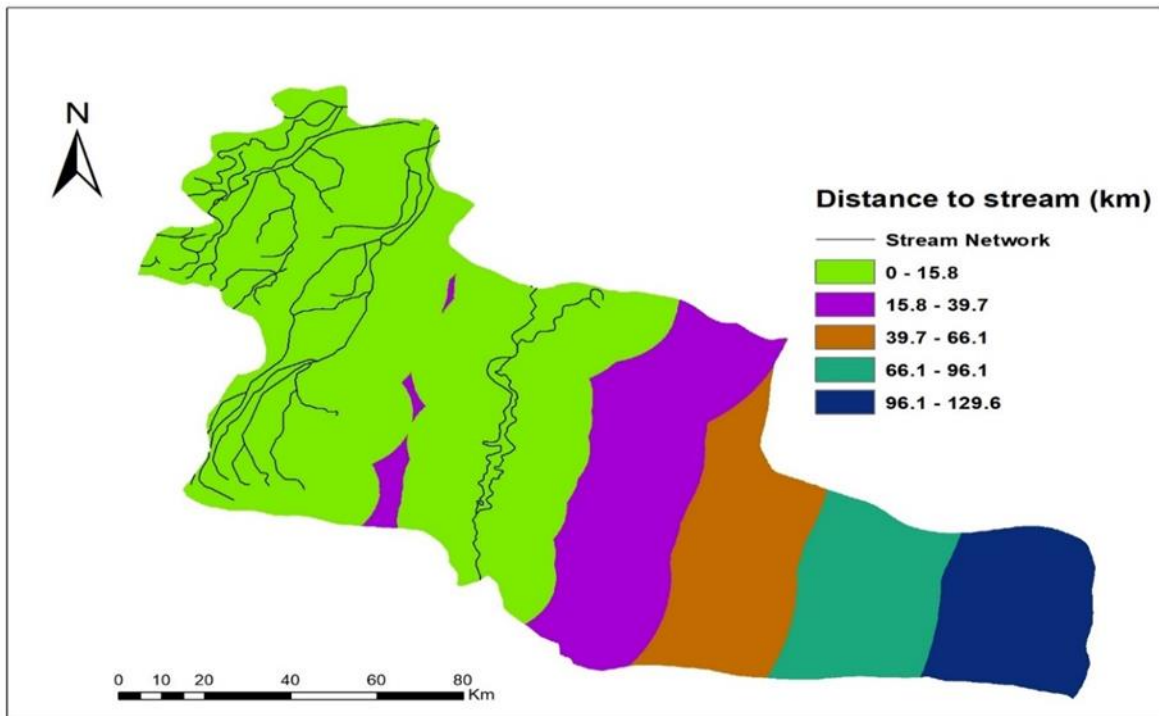 N
Distance to stream (km)
Stream Network
0 - 15.8
15.8 - 39.7
39.7 - 66.1
66.1 - 96.1
96.1 - 129.6
0 10 20 40 60 80
Km